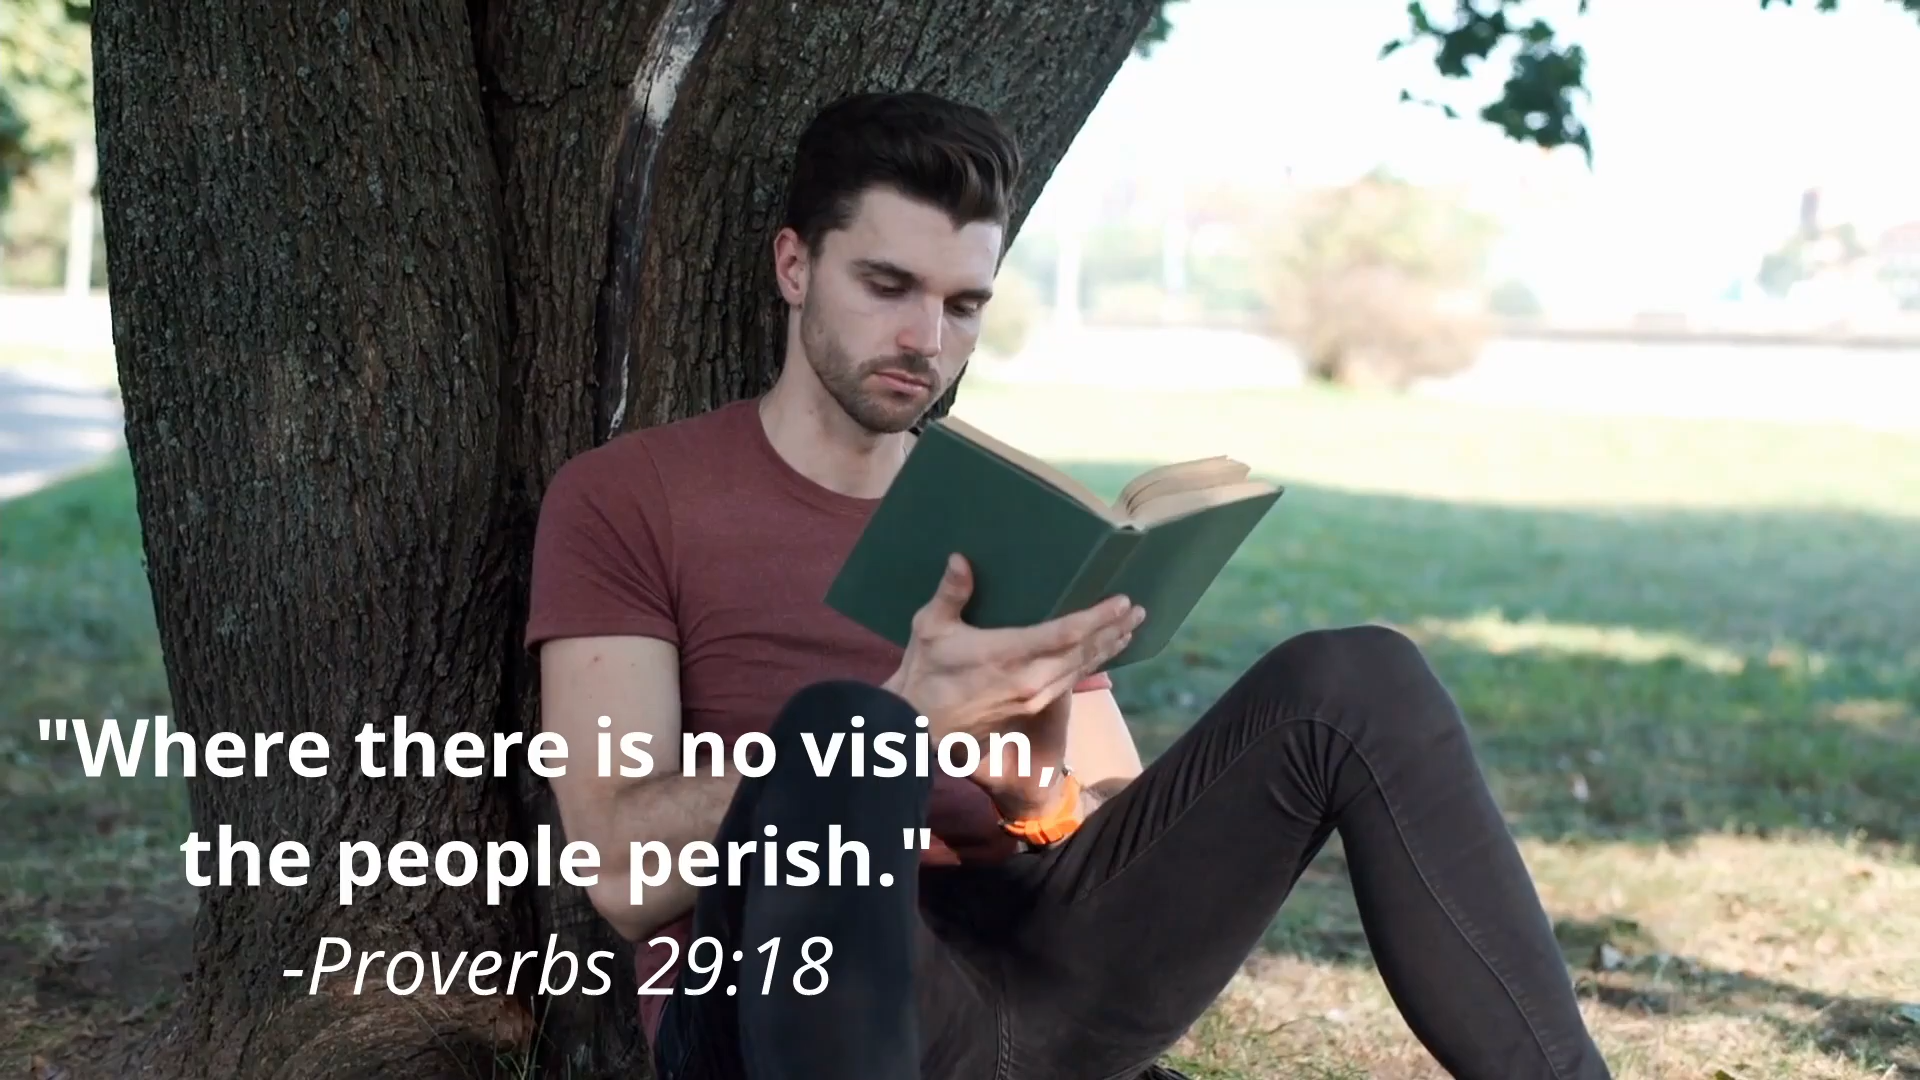 "Where there is no vision,
the people perish."
-Proverbs 29:18